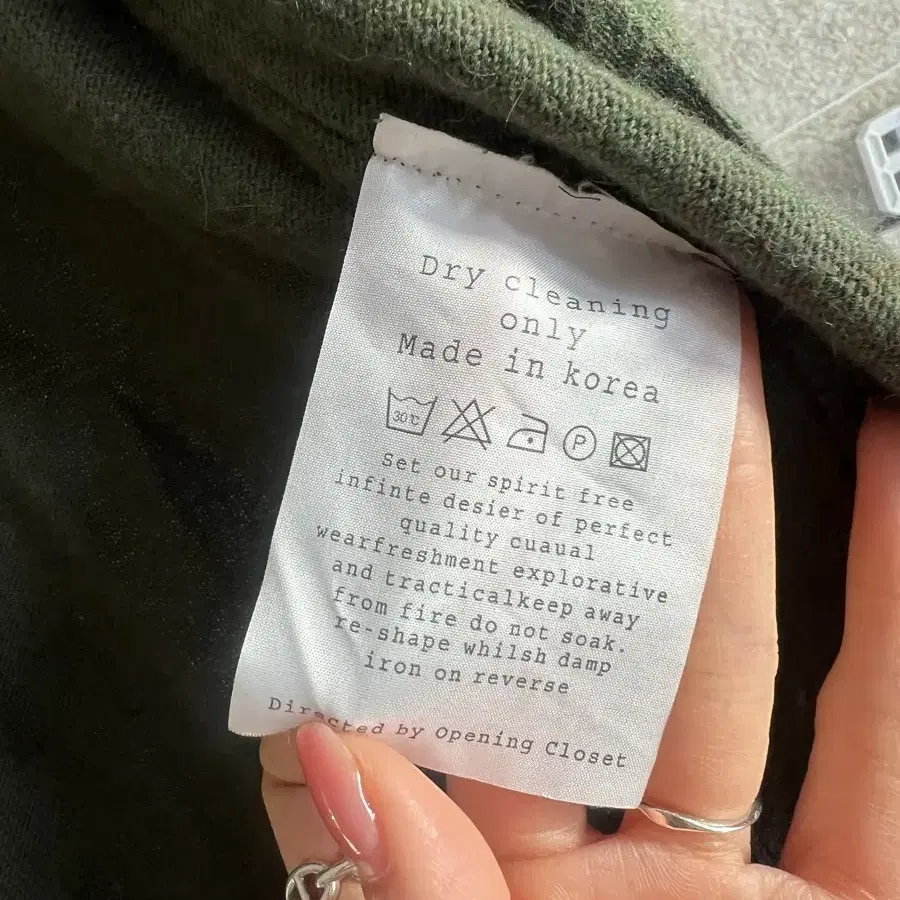 Dry cleaning
only
Made in korea
30℃ P
Set our spirit free
infinte desier of perfect
quality cuaual
wearfreshment explorative
and tracticalkeep away
from fire do not soak.
re-shape whilsh damp
iron on reverse
Directed by Opening Closet